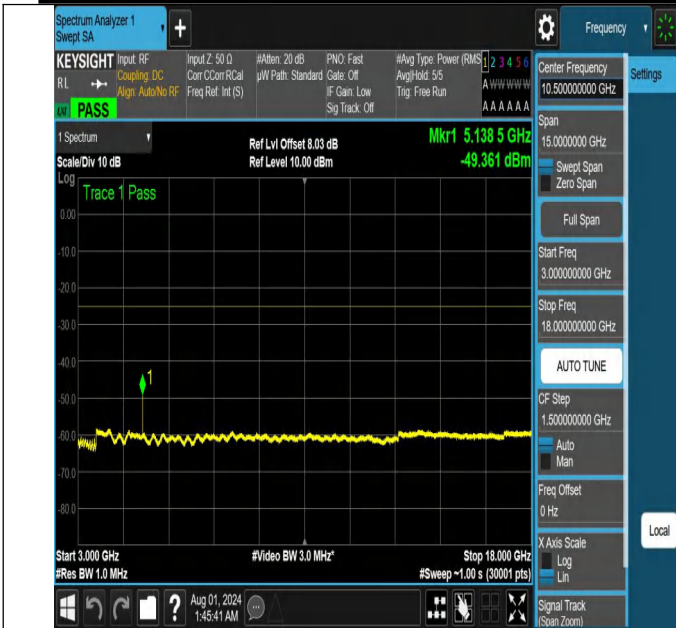 Spectrum Analyzer 1
Swept SA
+
Frequency
KEYSIGHT
RL
PASS
Input: RF
Coupling: DC
Align: Auto/No RF
Input Z: 50 Ω
Corr CCorr RCal
Freq Ref: Int (S)
#Atten: 20 dB
µW Path: Standard
PNO: Fast
Gate: Off
IF Gain: Low
Sig Track: Off
#Avg Type: Power (RMS
Avg|Hold: 5/5
Trig: Free Run
1 2 3 4 5 6
A W W W W W
A A A A A A
1 Spectrum
Scale/Div 10 dB
Ref Lvl Offset 8.03 dB
Ref Level 10.00 dBm
Mkr1 5.138 5 GHz
-49.361 dBm
Log
Trace 1 Pass
0.00
-10.0
-20.0
-30.0
-40.0
1
-50.0
-60.0
-70.0
-80.0
Start 3.000 GHz
#Video BW 3.0 MHz*
Stop 18.000 GHz
#Res BW 1.0 MHz
#Sweep ~1.00 s (30001 pts)
?
Aug 01, 2024
1:45:41 AM
Center Frequency
10.500000000 GHz
Settings
Span
15.0000000 GHz
Swept Span
Zero Span
Full Span
Start Freq
3.000000000 GHz
Stop Freq
18.000000000 GHz
AUTO TUNE
CF Step
1.500000000 GHz
Auto
Man
Freq Offset
0 Hz
X Axis Scale
Log
Lin
Local
Signal Track
(Span Zoom)